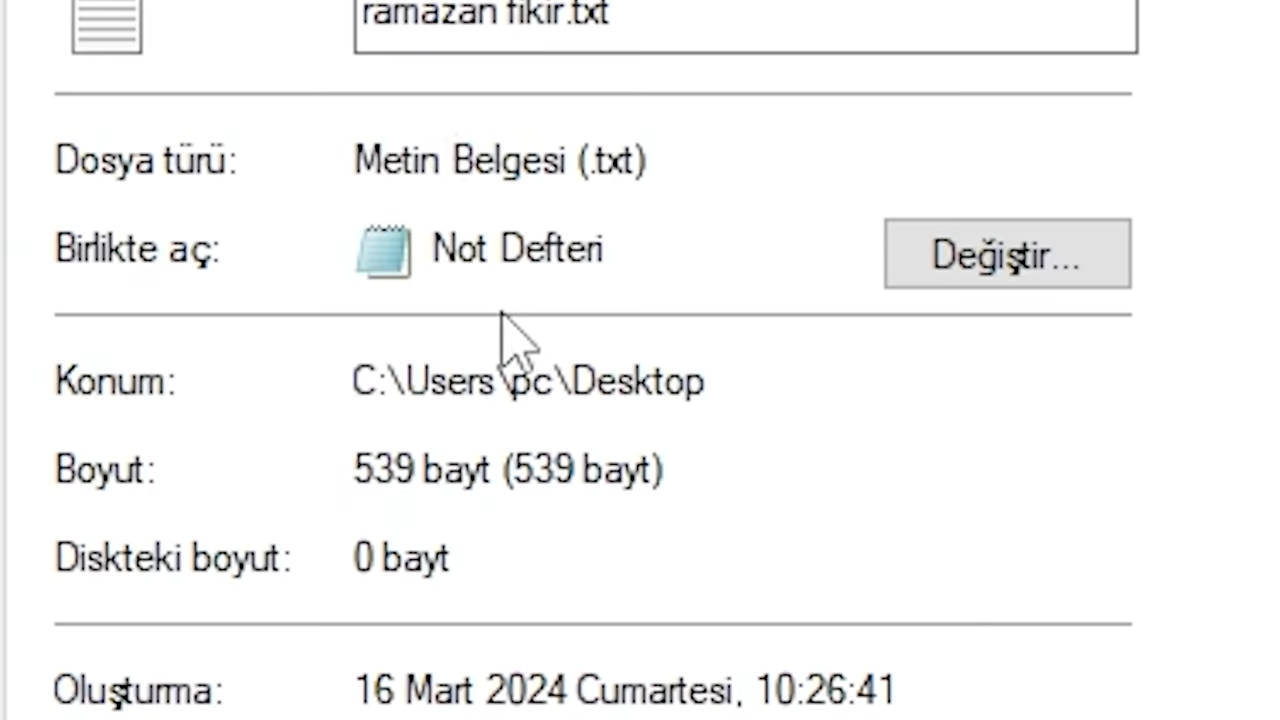 ramazan fikir.txt
Dosya türü: Metin Belgesi (.txt)
Birlikte aç: Not Defteri Değiştir...
Konum: C:\Users\pc\Desktop
Boyut: 539 bayt (539 bayt)
Diskteki boyut: 0 bayt
Oluşturma: 16 Mart 2024 Cumartesi, 10:26:41